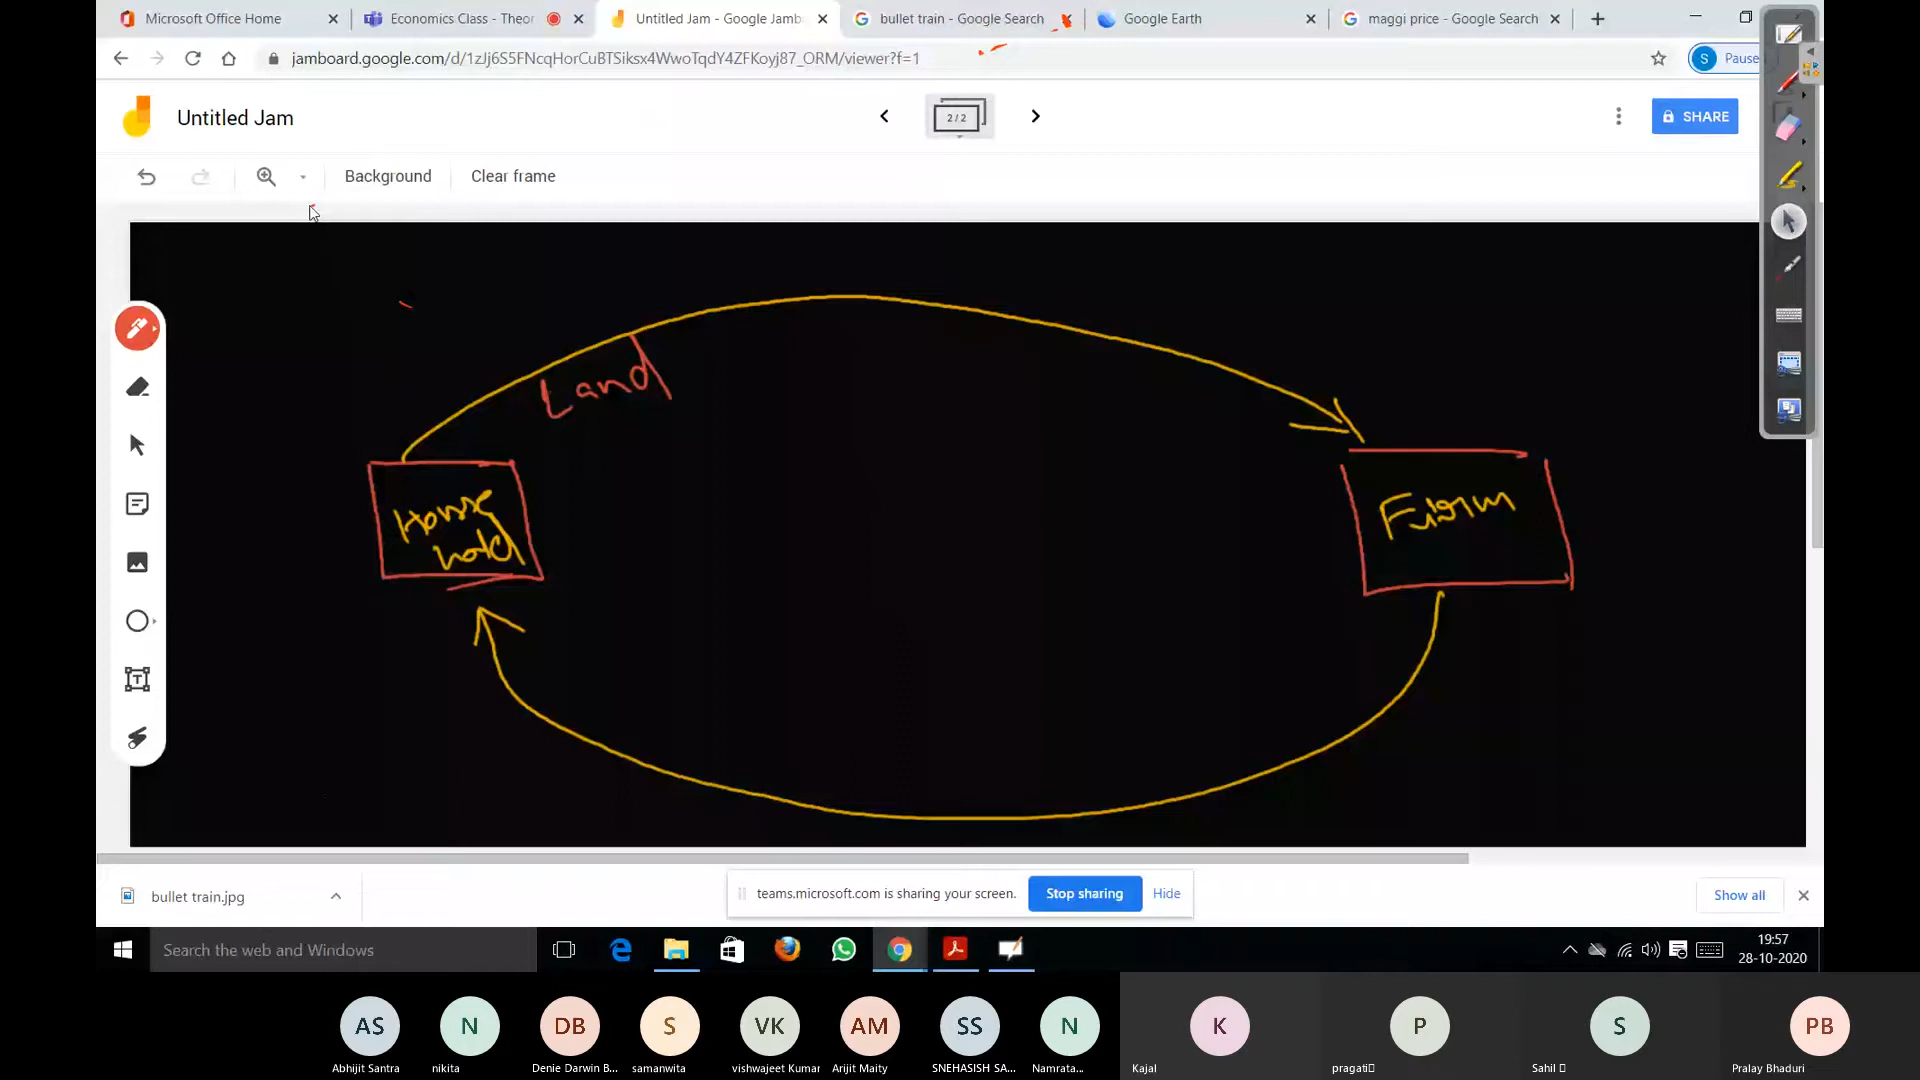 Microsoft Office Home
Economics Class - Theor
Untitled Jam - Google Jamb
bullet train - Google Search
Google Earth
maggi price - Google Search
jamboard.google.com/d/1zJj6S5FNcqHorCuBTSiksx4WwoTqdY4ZFKoyj87_ORM/viewer?f=1
S Pause
Untitled Jam
2 / 2
SHARE
Background
Clear frame
Land
House
hold
bullet train.jpg
teams.microsoft.com is sharing your screen.
Stop sharing
Hide
Show all
Search the web and Windows
19:57
28-10-2020
AS N DB S VK AM SS N K P S PB
Abhijit Santra nikita Denie Darwin B... samanwita vishwajeet Kumar Arijit Maity SNEHASISH SA... Namrata... Kajal pragati Sahil Pralay Bhaduri